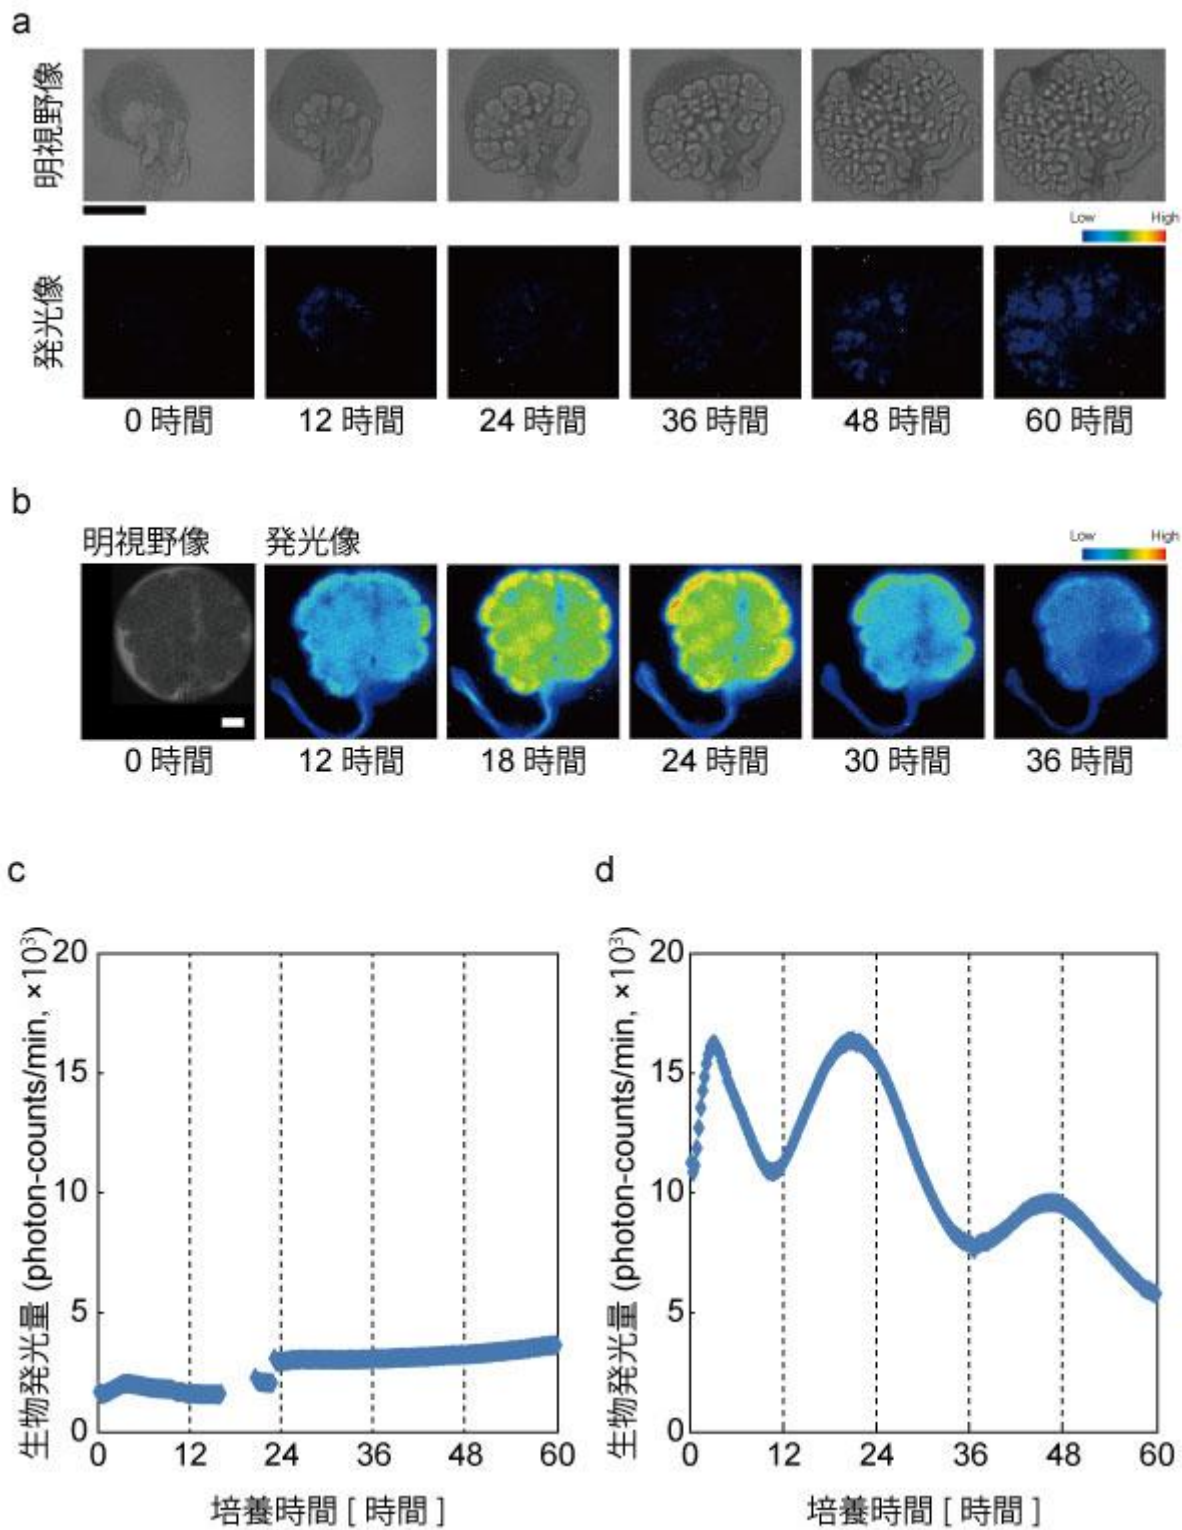 a
明視野像
Low High
発光像
0 時間 12 時間 24 時間 36 時間 48 時間 60 時間
b
明視野像 発光像
Low High
0 時間 12 時間 18 時間 24 時間 30 時間 36 時間
c
生物発光量 (photon-counts/min, ×10³)
20
15
10
5
0
0 12 24 36 48 60
培養時間 [ 時間 ]
d
生物発光量 (photon-counts/min, ×10³)
20
15
10
5
0
0 12 24 36 48 60
培養時間 [ 時間 ]